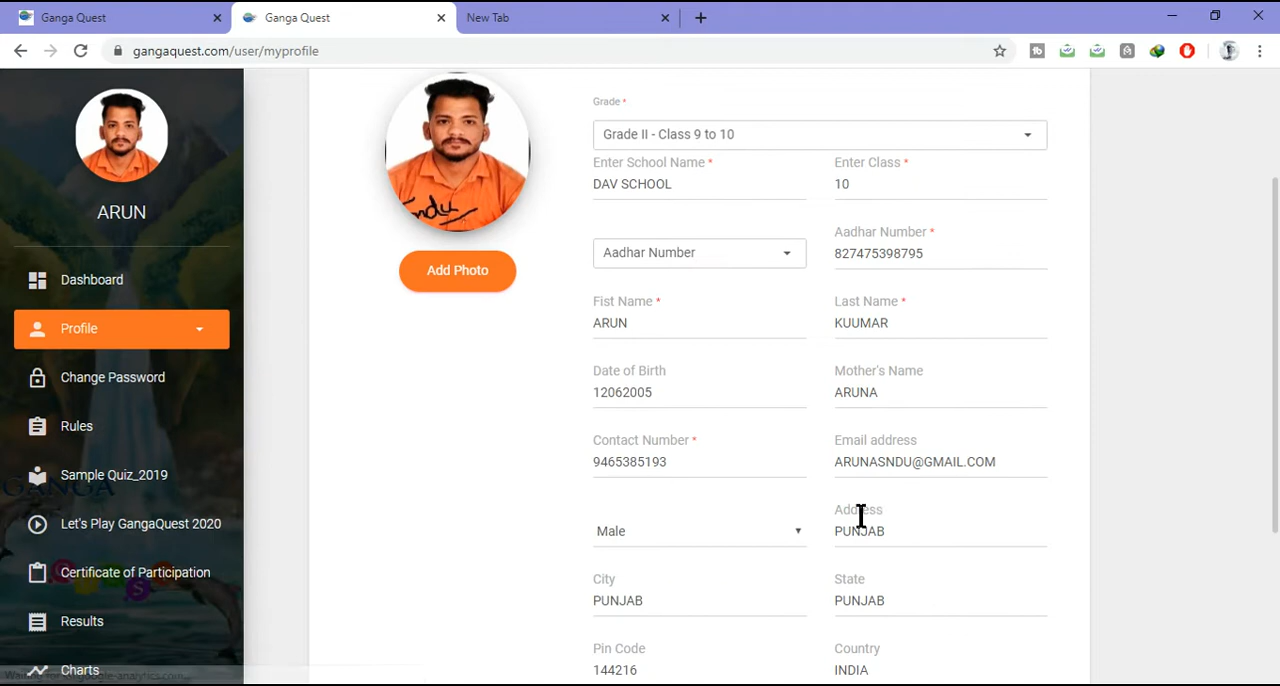 Ganga Quest
Ganga Quest
New Tab
gangaquest.com/user/myprofile
ARUN
Dashboard
Profile
Change Password
Rules
Sample Quiz_2019
Let's Play GangaQuest 2020
Certificate of Participation
Results
Charts
Add Photo
Grade *
Grade II - Class 9 to 10
Enter School Name *
DAV SCHOOL
Enter Class *
10
Aadhar Number
Aadhar Number *
827475398795
Fist Name *
ARUN
Last Name *
KUUMAR
Date of Birth
12062005
Mother's Name
ARUNA
Contact Number *
9465385193
Email address
ARUNASNDU@GMAIL.COM
Male
Address
PUNJAB
City
PUNJAB
State
PUNJAB
Pin Code
144216
Country
INDIA